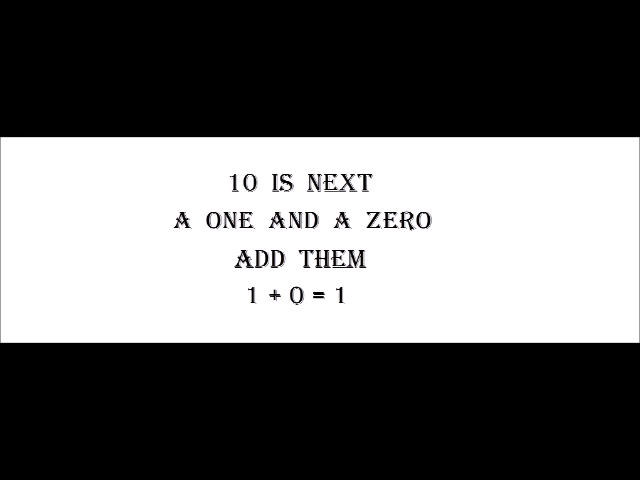 10 IS NEXT
A ONE AND A ZERO
ADD THEM
1 + 0 = 1